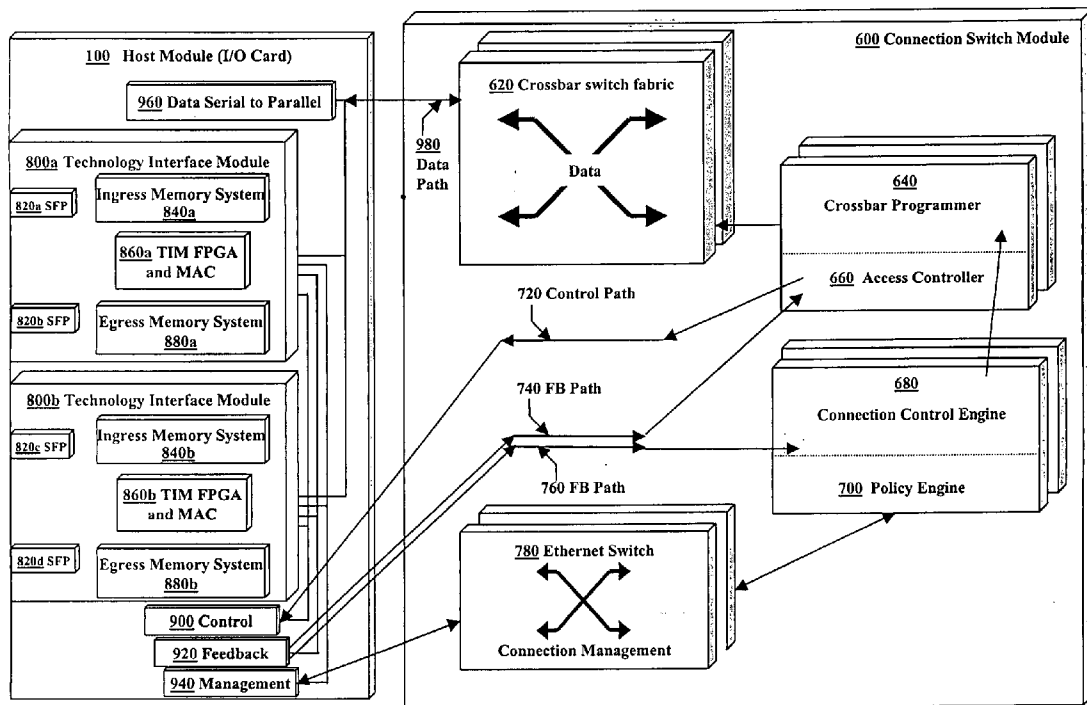 100 Host Module (I/O Card)
960 Data Serial to Parallel
800a Technology Interface Module
820a SFP
Ingress Memory System
840a
860a TIM FPGA
and MAC
820b SFP
Egress Memory System
880a
800b Technology Interface Module
820c SFP
Ingress Memory System
840b
860b TIM FPGA
and MAC
820d SFP
Egress Memory System
880b
900 Control
920 Feedback
940 Management
600 Connection Switch Module
620 Crossbar switch fabric
Data
980
Data
Path
640
Crossbar Programmer
660 Access Controller
720 Control Path
740 FB Path
760 FB Path
680
Connection Control Engine
700 Policy Engine
780 Ethernet Switch
Connection Management